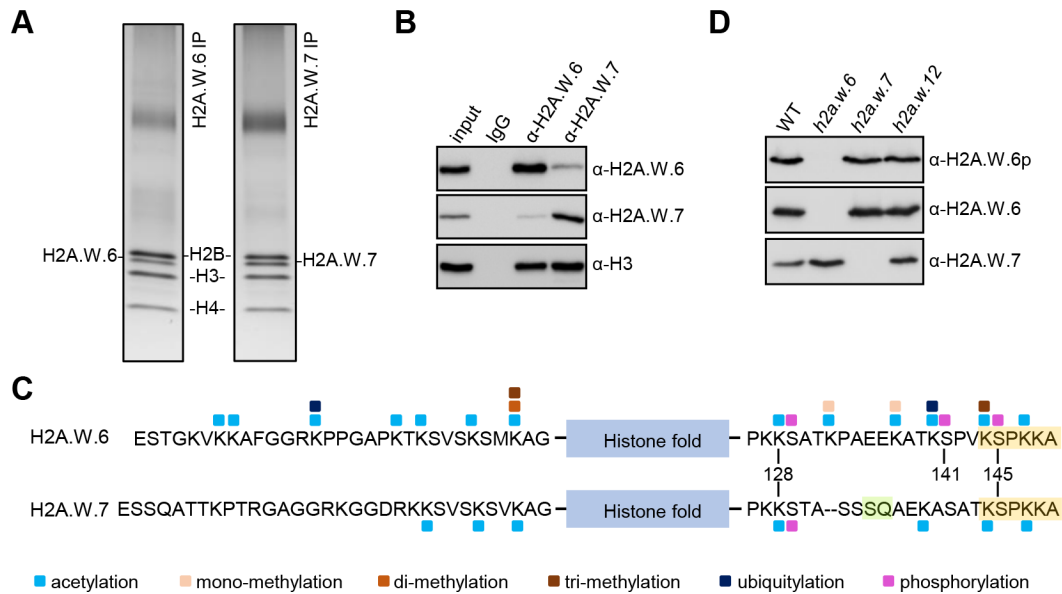 A
H2A.W.6 IP
H2A.W.7 IP
H2A.W.6-
-H2B-
-H2A.W.7
-H3-
-H4-
B
input
IgG
α-H2A.W.6
α-H2A.W.7
α-H2A.W.6
α-H2A.W.7
α-H3
D
WT
h2a.w.6
h2a.w.7
h2a.w.12
α-H2A.W.6p
α-H2A.W.6
α-H2A.W.7
C
H2A.W.6 ESTGKVKKAFGGRKPPGAPKTKSVSKSMKAG Histone fold PKKSATKPAEEKATKSPVKSPKKA
128 141 145
H2A.W.7 ESSQATTKPTRGAGGRKGGDRKKSVSKSVKAG Histone fold PKKSTA--SSSQAEKASATKSPKKA
acetylation mono-methylation di-methylation tri-methylation ubiquitylation phosphorylation